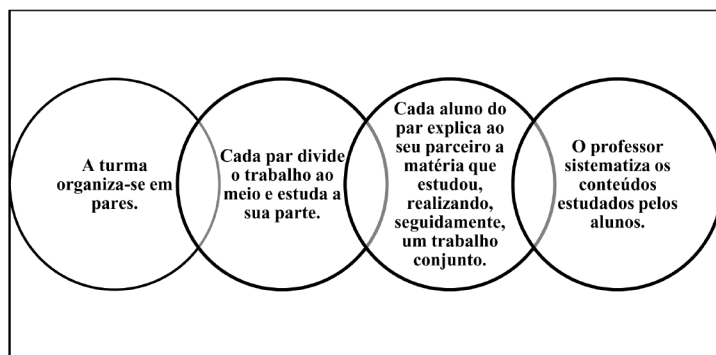 A turma
organiza-se em
pares.
Cada par divide
o trabalho ao
meio e estuda a
sua parte.
Cada aluno do
par explica ao
seu parceiro a
matéria que
estudou,
realizando,
seguidamente,
um trabalho
conjunto.
O professor
sistematiza os
conteúdos
estudados pelos
alunos.